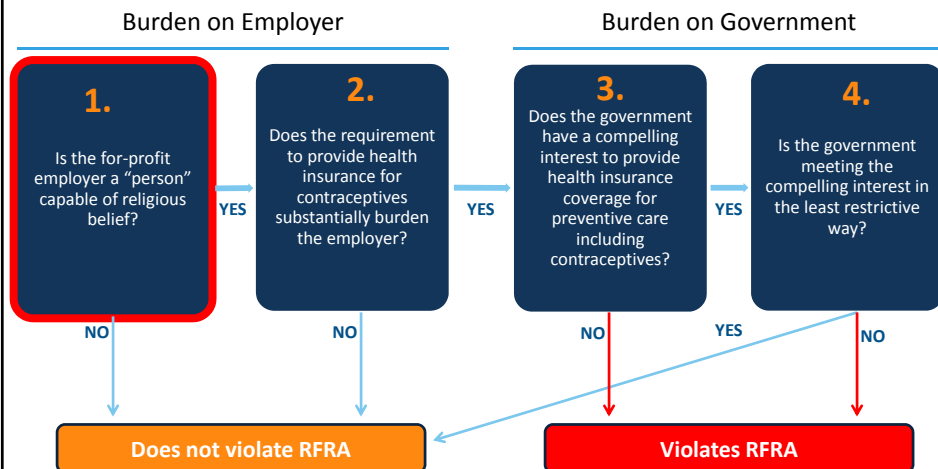 Burden on Employer
Burden on Government
1.
Is the for-profit
employer a “person”
capable of religious
belief?
YES
2.
Does the requirement
to provide health
insurance for
contraceptives
substantially burden
the employer?
YES
3.
Does the government
have a compelling
interest to provide
health insurance
coverage for
preventive care
including
contraceptives?
YES
4.
Is the government
meeting the
compelling interest in
the least restrictive
way?
NO
NO
NO
YES
NO
Does not violate RFRA
Violates RFRA